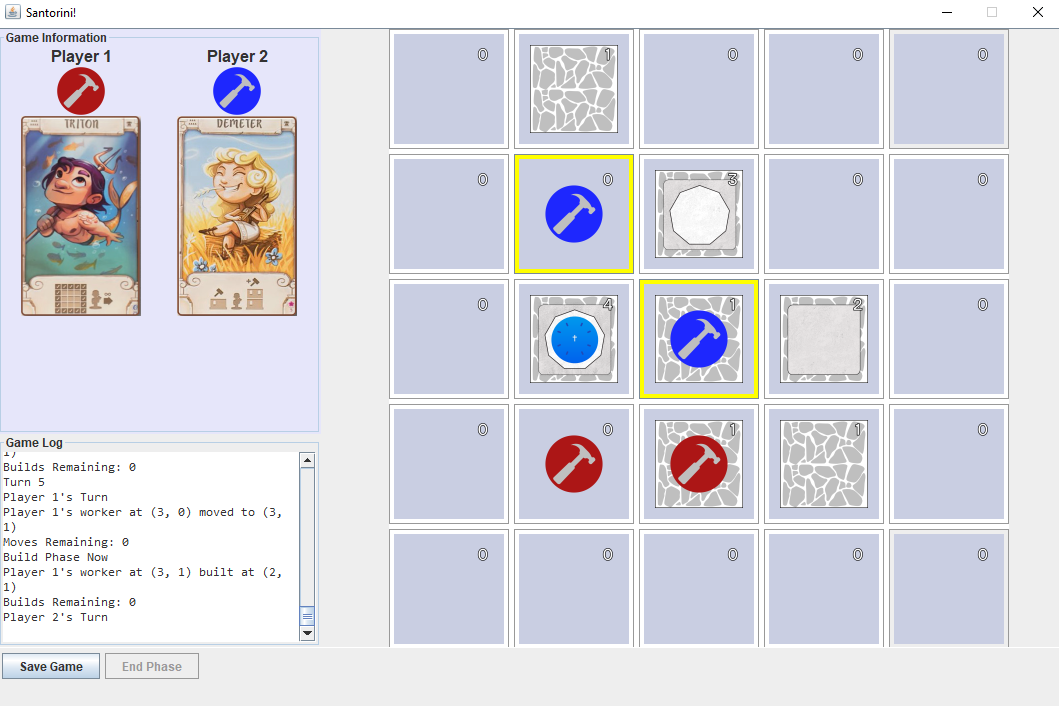 Santorini!
Game Information
Player 1
Player 2
TRITON
DEMETER
0 1 0 0 0
0 0 3 0 0
0 4 1 2 0
0 0 1 1 0
0 0 0 0 0
Game Log
1)
Builds Remaining: 0
Turn 5
Player 1's Turn
Player 1's worker at (3, 0) moved to (3,
1)
Moves Remaining: 0
Build Phase Now
Player 1's worker at (3, 1) built at (2,
1)
Builds Remaining: 0
Player 2's Turn
Save Game
End Phase